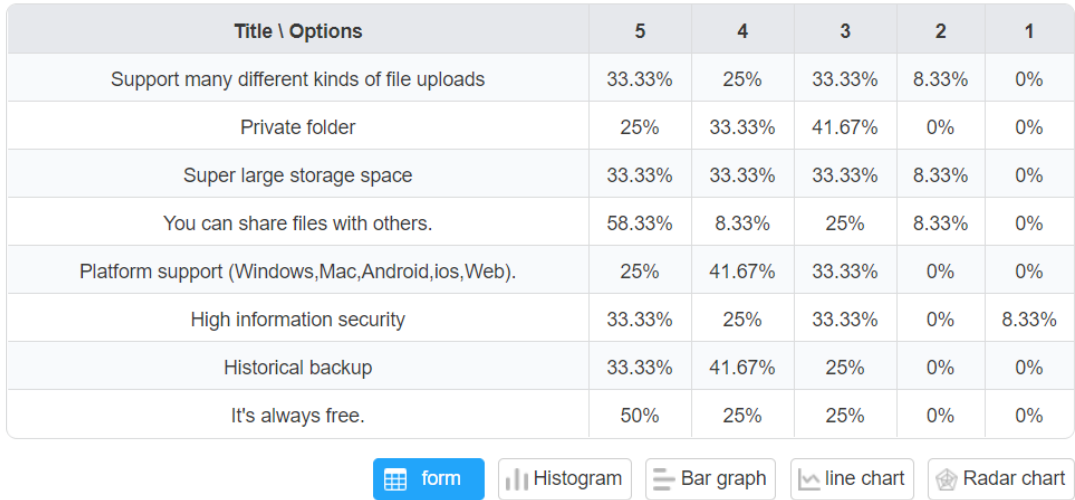 Title \ Options 5 4 3 2 1
Support many different kinds of file uploads 33.33% 25% 33.33% 8.33% 0%
Private folder 25% 33.33% 41.67% 0% 0%
Super large storage space 33.33% 33.33% 33.33% 8.33% 0%
You can share files with others. 58.33% 8.33% 25% 8.33% 0%
Platform support (Windows,Mac,Android,ios,Web). 25% 41.67% 33.33% 0% 0%
High information security 33.33% 25% 33.33% 0% 8.33%
Historical backup 33.33% 41.67% 25% 0% 0%
It's always free. 50% 25% 25% 0% 0%
form Histogram Bar graph line chart Radar chart